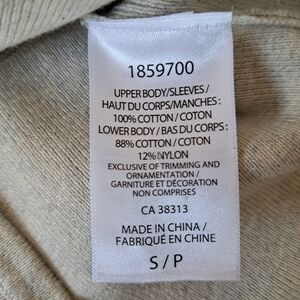 1859700
UPPER BODY/SLEEVES /
HAUT DU CORPS/MANCHES :
100% COTTON / COTON
LOWER BODY / BAS DU CORPS :
88% COTTON / COTON
12% NYLON
EXCLUSIVE OF TRIMMING AND
ORNAMENTATION /
GARNITURE ET DÉCORATION
NON COMPRISES
CA 38313
MADE IN CHINA /
FABRIQUÉ EN CHINE
S / P